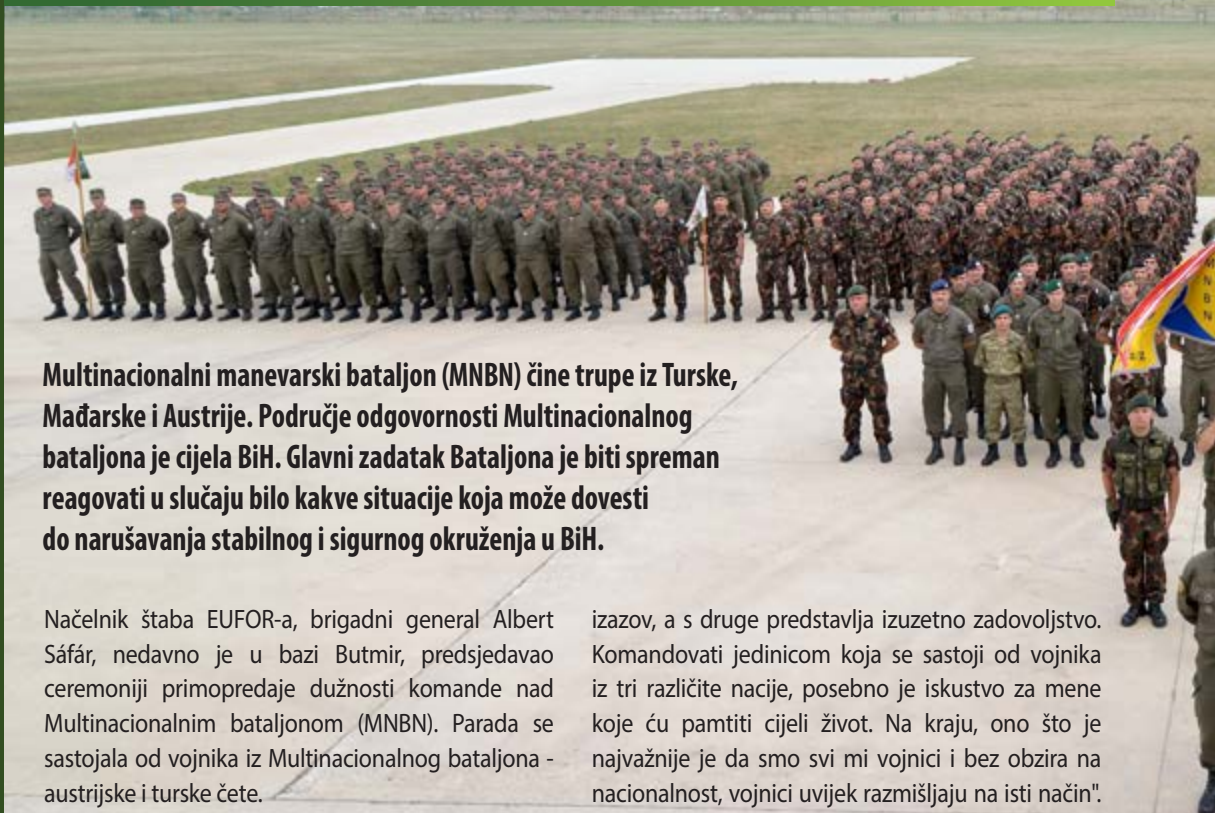 Multinacionalni manevarski bataljon (MNBN) čine trupe iz Turske,
Mađarske i Austrije. Područje odgovornosti Multinacionalnog
bataljona je cijela BiH. Glavni zadatak Bataljona je biti spreman
reagovati u slučaju bilo kakve situacije koja može dovesti
do narušavanja stabilnog i sigurnog okruženja u BiH.
Načelnik štaba EUFOR-a, brigadni general Albert
Sáfár, nedavno je u bazi Butmir, predsjedavao
ceremoniji primopredaje dužnosti komande nad
Multinacionalnim bataljonom (MNBN). Parada se
sastojala od vojnika iz Multinacionalnog bataljona -
austrijske i turske čete.
izazov, a s druge predstavlja izuzetno zadovoljstvo.
Komandovati jedinicom koja se sastoji od vojnika
iz tri različite nacije, posebno je iskustvo za mene
koje ću pamtiti cijeli život. Na kraju, ono što je
najvažnije je da smo svi mi vojnici i bez obzira na
nacionalnost, vojnici uvijek razmišljaju na isti način".
M
N
B
N